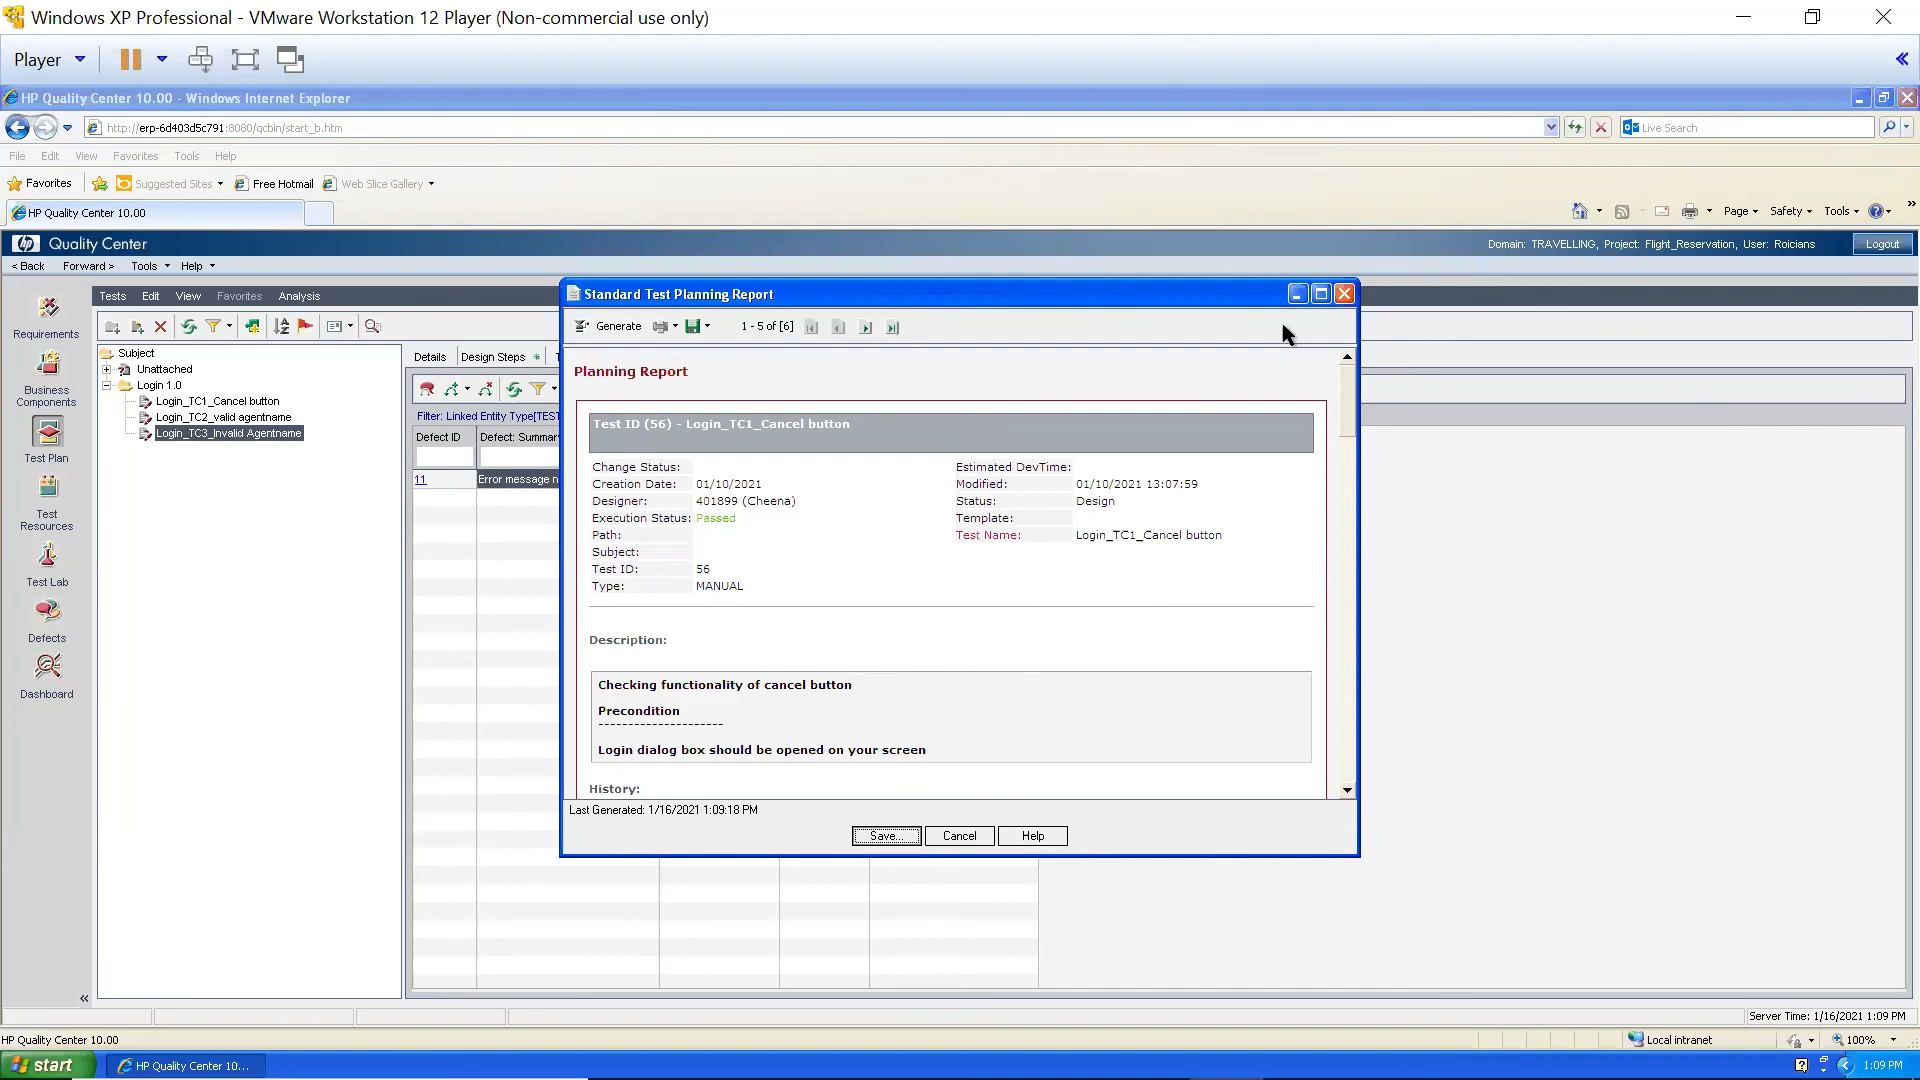 Windows XP Professional - VMware Workstation 12 Player (Non-commercial use only)
Player
HP Quality Center 10.00 - Windows Internet Explorer
http://erp-6d403d5c791:8080/qcbin/start_b.htm
Live Search
File Edit View Favorites Tools Help
Favorites Suggested Sites Free Hotmail Web Slice Gallery
HP Quality Center 10.00
Page Safety Tools
hp Quality Center
Domain: TRAVELLING, Project: Flight_Reservation, User: Roicians Logout
< Back Forward > Tools Help
Requirements
Business Components
Test Plan
Test Resources
Test Lab
Defects
Dashboard
Tests Edit View Favorites Analysis
Subject
Unattached
Login 1.0
Login_TC1_Cancel button
Login_TC2_valid agentname
Login_TC3_Invalid Agentname
Details Design Steps
Filter: Linked Entity Type[TEST
Defect ID Defect: Summar
11 Error message n
Standard Test Planning Report
Generate 1 - 5 of [6]
Planning Report
Test ID (56) - Login_TC1_Cancel button
Change Status: Estimated DevTime:
Creation Date: 01/10/2021 Modified: 01/10/2021 13:07:59
Designer: 401899 (Cheena) Status: Design
Execution Status: Passed Template:
Path: Test Name: Login_TC1_Cancel button
Subject:
Test ID: 56
Type: MANUAL
Description:
Checking functionality of cancel button
Precondition
---------------------
Login dialog box should be opened on your screen
History:
Last Generated: 1/16/2021 1:09:18 PM
Save... Cancel Help
Server Time: 1/16/2021 1:09 PM
HP Quality Center 10.00 Local intranet 100%
start HP Quality Center 10... 1:09 PM